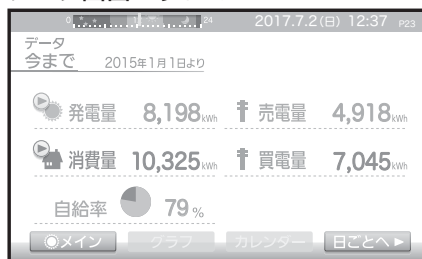 0 24 2017.7.2(日) 12:37 P23
データ
今まで 2015年1月1日より
発電量 8,198kWh 売電量 4,918kWh
消費量 10,325kWh 買電量 7,045kWh
自給率 79%
メイン グラフ カレンダー 日ごとへ